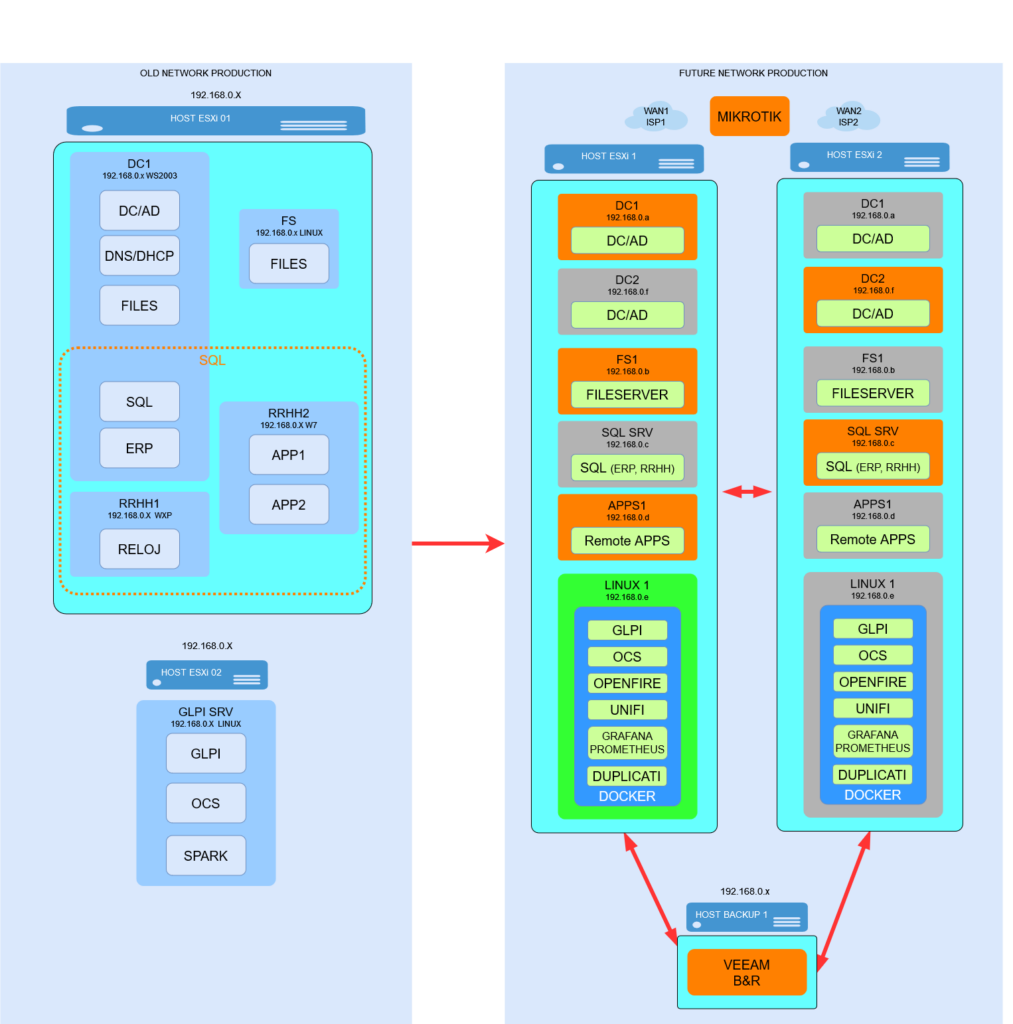 OLD NETWORK PRODUCTION
192.168.0.X
HOST ESXi 01
DC1
192.168.0.x WS2003
DC/AD
DNS/DHCP
FILES
FS
192.168.0.x LINUX
FILES
SQL
SQL
ERP
RRHH2
192.168.0.X W7
APP1
APP2
RRHH1
192.168.0.X WXP
RELOJ
192.168.0.X
HOST ESXi 02
GLPI SRV
192.168.0.X LINUX
GLPI
OCS
SPARK
FUTURE NETWORK PRODUCTION
WAN1
ISP1
MIKROTIK
WAN2
ISP2
HOST ESXi 1
DC1
192.168.0.a
DC/AD
DC2
192.168.0.f
DC/AD
FS1
192.168.0.b
FILESERVER
SQL SRV
192.168.0.c
SQL (ERP, RRHH)
APPS1
192.168.0.d
Remote APPS
LINUX 1
192.168.0.e
GLPI
OCS
OPENFIRE
UNIFI
GRAFANA
PROMETHEUS
DUPLICATI
DOCKER
HOST ESXi 2
DC1
192.168.0.a
DC/AD
DC2
192.168.0.f
DC/AD
FS1
192.168.0.b
FILESERVER
SQL SRV
192.168.0.c
SQL (ERP, RRHH)
APPS1
192.168.0.d
Remote APPS
LINUX 1
192.168.0.e
GLPI
OCS
OPENFIRE
UNIFI
GRAFANA
PROMETHEUS
DUPLICATI
DOCKER
192.168.0.x
HOST BACKUP 1
VEEAM
B&R